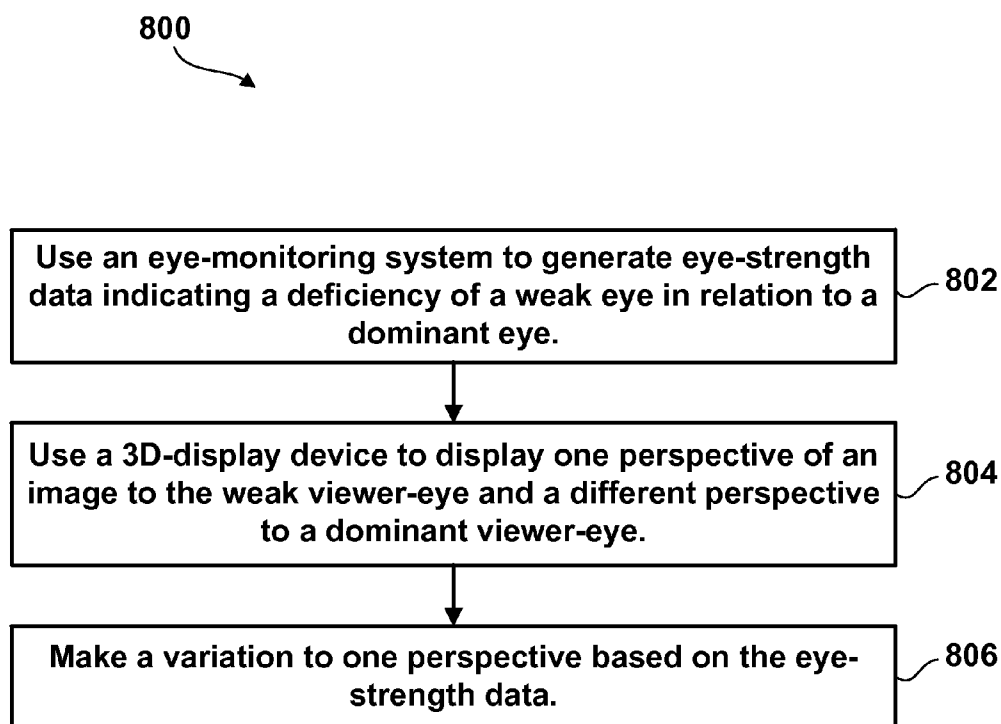 800
Use an eye-monitoring system to generate eye-strength
data indicating a deficiency of a weak eye in relation to a
dominant eye.
802
Use a 3D-display device to display one perspective of an
image to the weak viewer-eye and a different perspective
to a dominant viewer-eye.
804
Make a variation to one perspective based on the eye-
strength data.
806